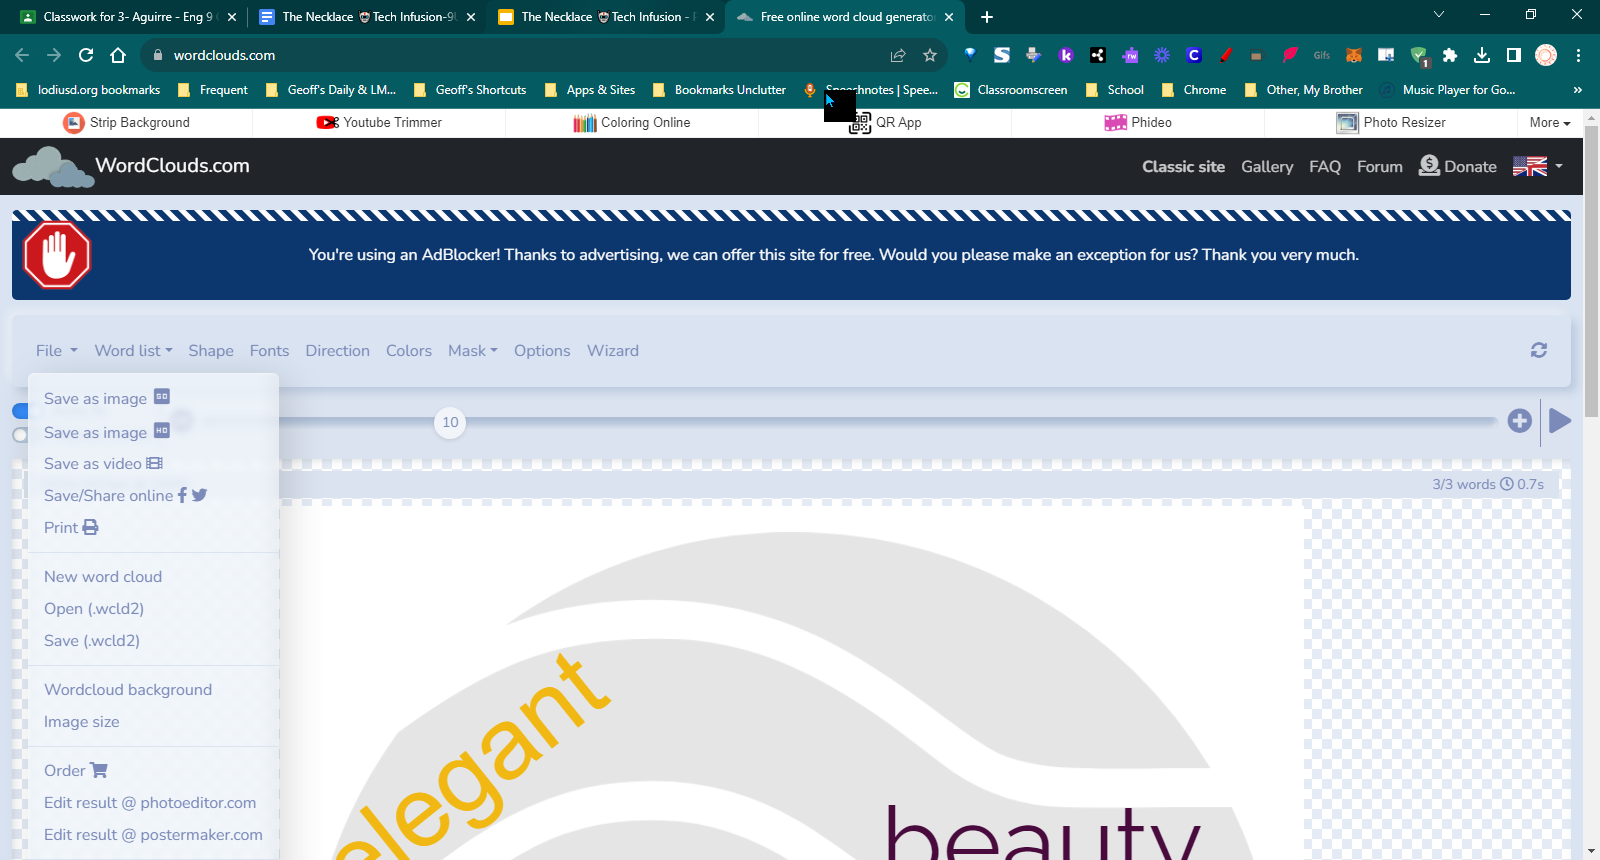 Classwork for 3- Aguirre - Eng 9
The Necklace Tech Infusion-9
The Necklace Tech Infusion -
Free online word cloud generator
wordclouds.com
Gifs
1
lodiusd.org bookmarks
Frequent
Geoff's Daily & LM...
Geoff's Shortcuts
Apps & Sites
Bookmarks Unclutter
Speechnotes | Spee...
Classroomscreen
School
Chrome
Other, My Brother
Music Player for Go...
»
Strip Background
Youtube Trimmer
Coloring Online
QR App
Phideo
Photo Resizer
More
WordClouds.com
Classic site
Gallery
FAQ
Forum
Donate
You're using an AdBlocker! Thanks to advertising, we can offer this site for free. Would you please make an exception for us? Thank you very much.
File
Word list
Shape
Fonts
Direction
Colors
Mask
Options
Wizard
Save as image SD
Save as image HD
Save as video
Save/Share online
Print
New word cloud
Open (.wcld2)
Save (.wcld2)
Wordcloud background
Image size
Order
Edit result @ photoeditor.com
Edit result @ postermaker.com
10
3/3 words 0.7s
elegant
beauty